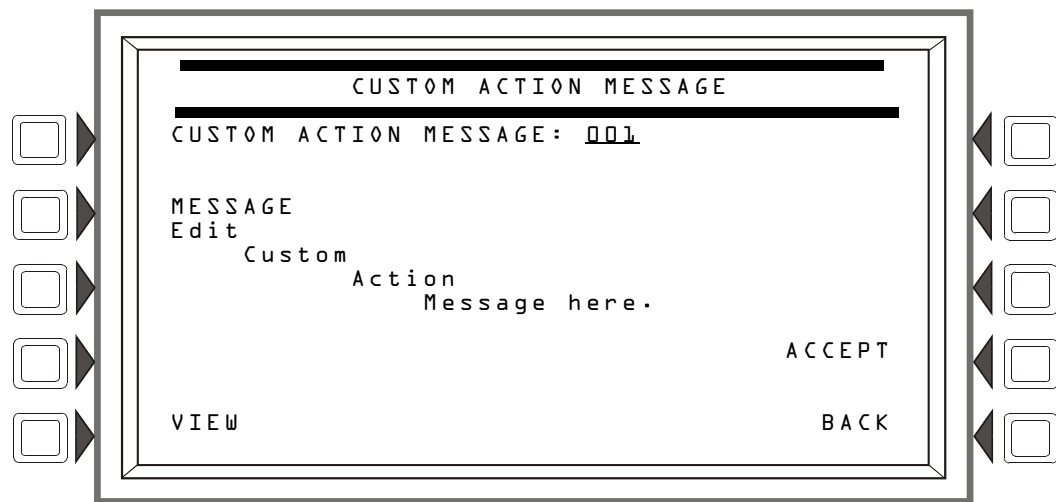 CUSTOM ACTION MESSAGE
CUSTOM ACTION MESSAGE: 001
MESSAGE
Edit
Custom
Action
Message here.
ACCEPT
VIEW
BACK